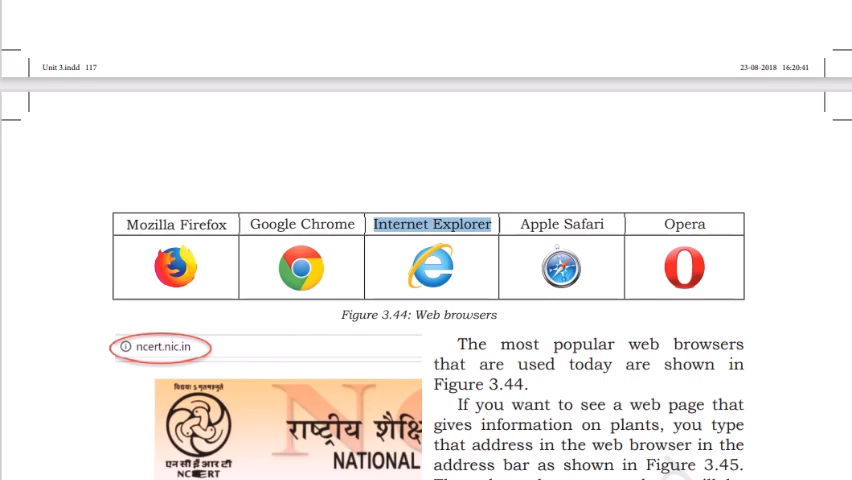 Unit 3.indd 117
23-08-2018 16:20:41
Mozilla Firefox
Google Chrome
Internet Explorer
Apple Safari
Opera
Figure 3.44: Web browsers
ncert.nic.in
विद्यया ऽ मृतमश्नुते
एन सी ई आर टी
NCERT
राष्ट्रीय शैक्षि
NATIONAL
The most popular web browsers
that are used today are shown in
Figure 3.44.
If you want to see a web page that
gives information on plants, you type
that address in the web browser in the
address bar as shown in Figure 3.45.